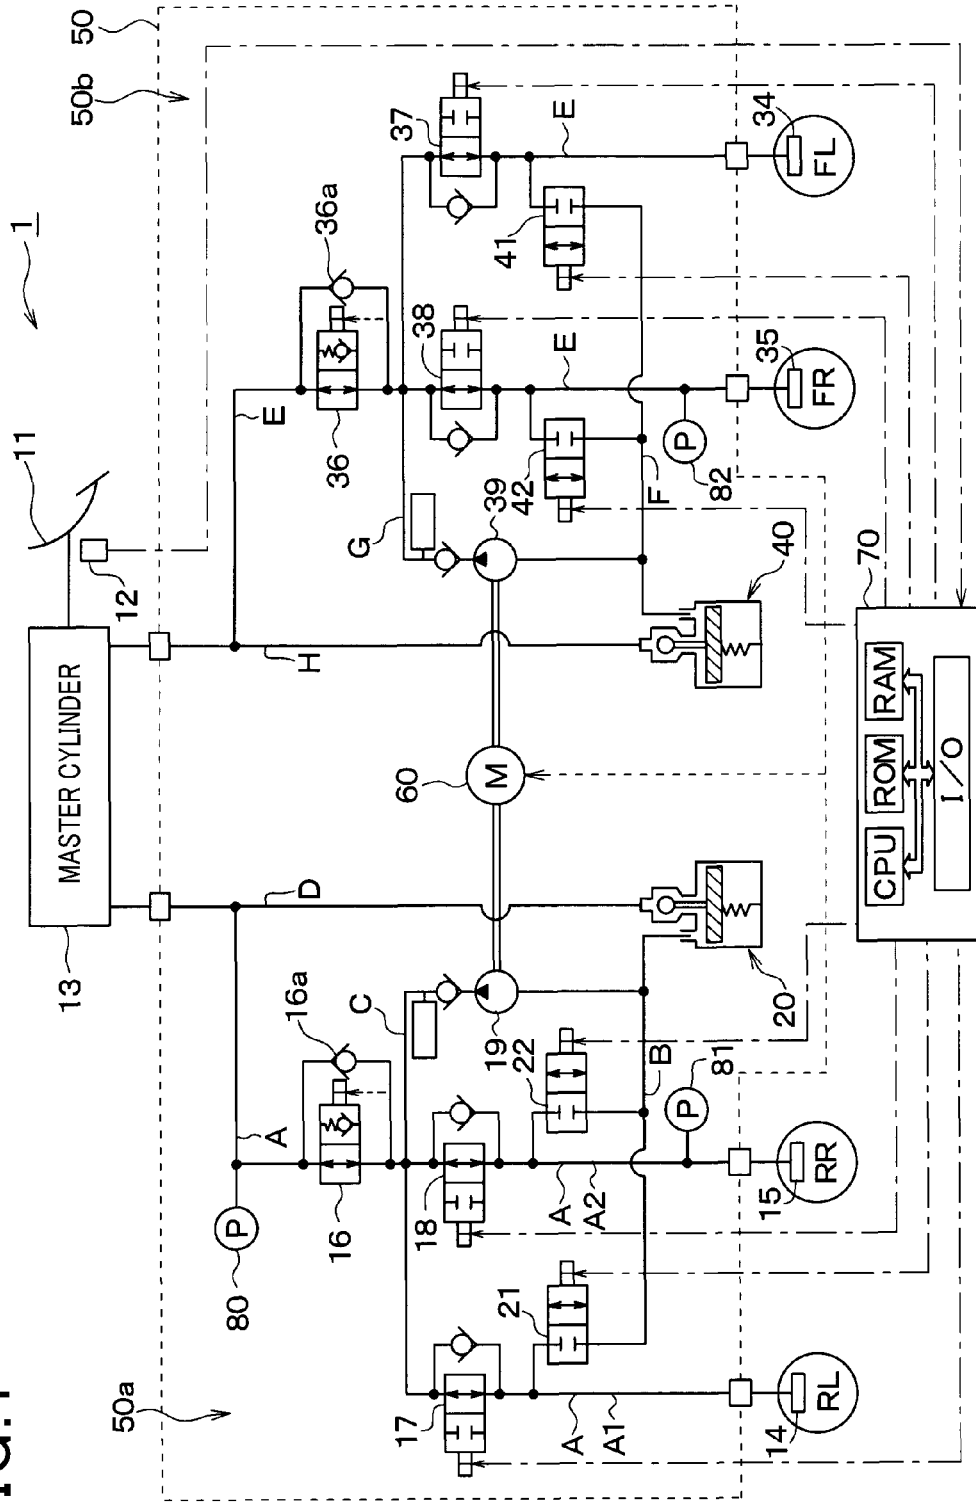 1
11
13
MASTER CYLINDER
12
50b
50
50a
80
P
A
D
H
E
16a
36a
16
36
C
G
17
18
60
37
38
19
39
M
21
22
42
41
A
A1
A
A2
B
E
E
F
P
81
P
82
14
RL
15
RR
20
40
35
FR
34
FL
70
CPU
ROM
RAM
I/O